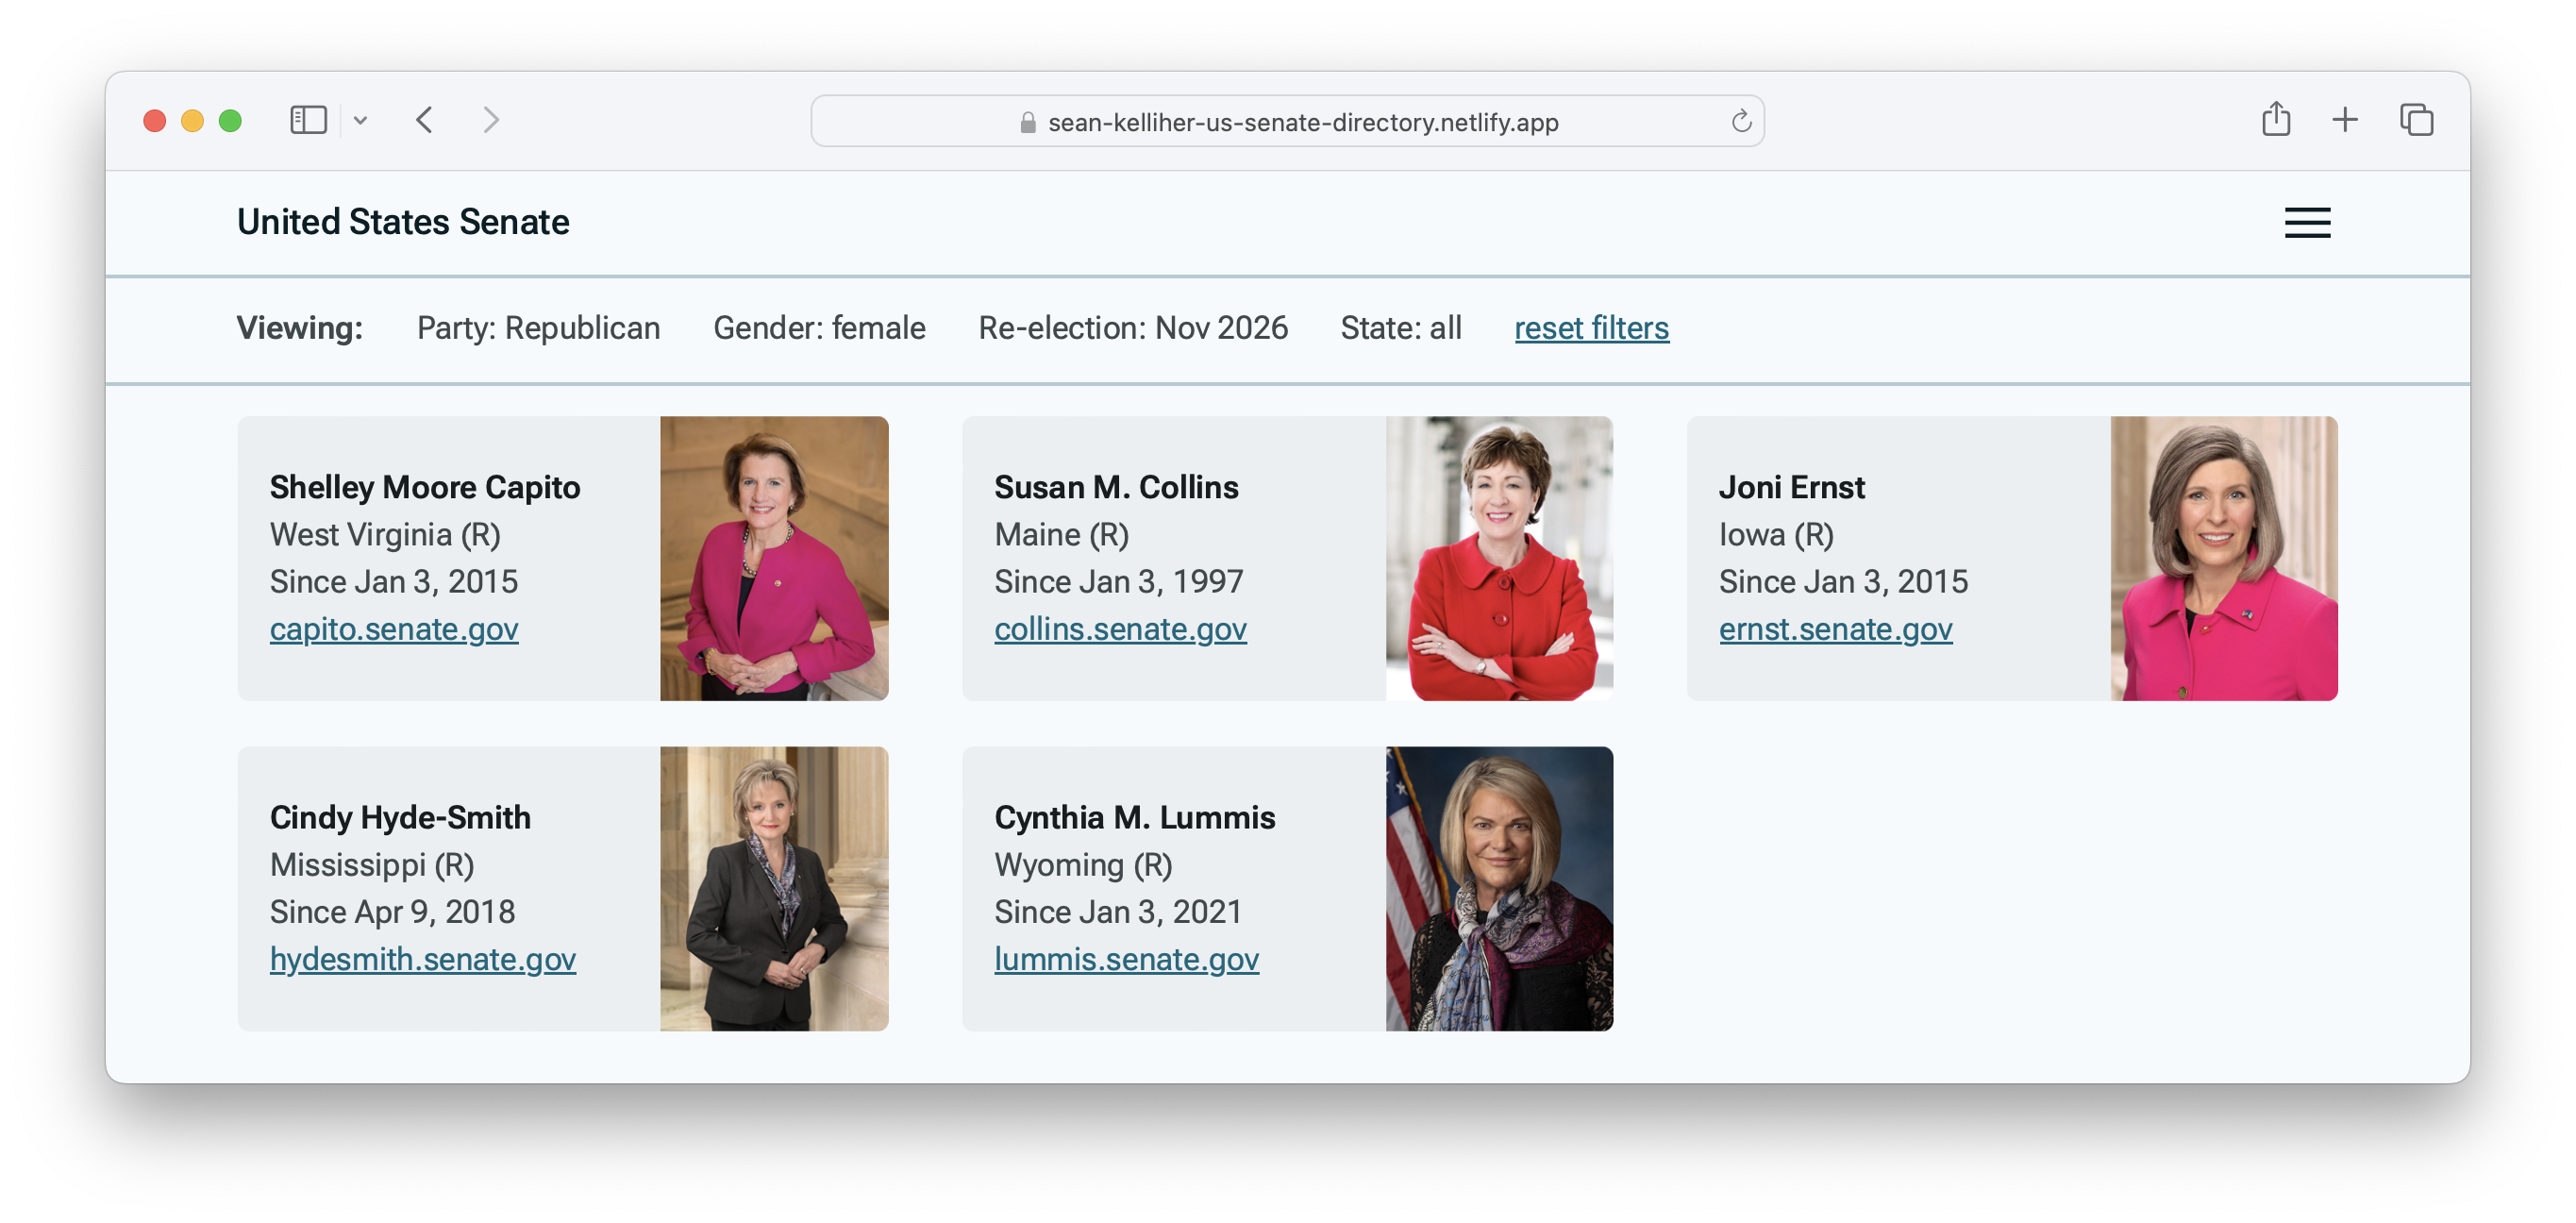 sean-kelliher-us-senate-directory.netlify.app
United States Senate
Viewing: Party: Republican Gender: female Re-election: Nov 2026 State: all reset filters
Shelley Moore Capito
West Virginia (R)
Since Jan 3, 2015
capito.senate.gov
Susan M. Collins
Maine (R)
Since Jan 3, 1997
collins.senate.gov
Joni Ernst
Iowa (R)
Since Jan 3, 2015
ernst.senate.gov
Cindy Hyde-Smith
Mississippi (R)
Since Apr 9, 2018
hydesmith.senate.gov
Cynthia M. Lummis
Wyoming (R)
Since Jan 3, 2021
lummis.senate.gov